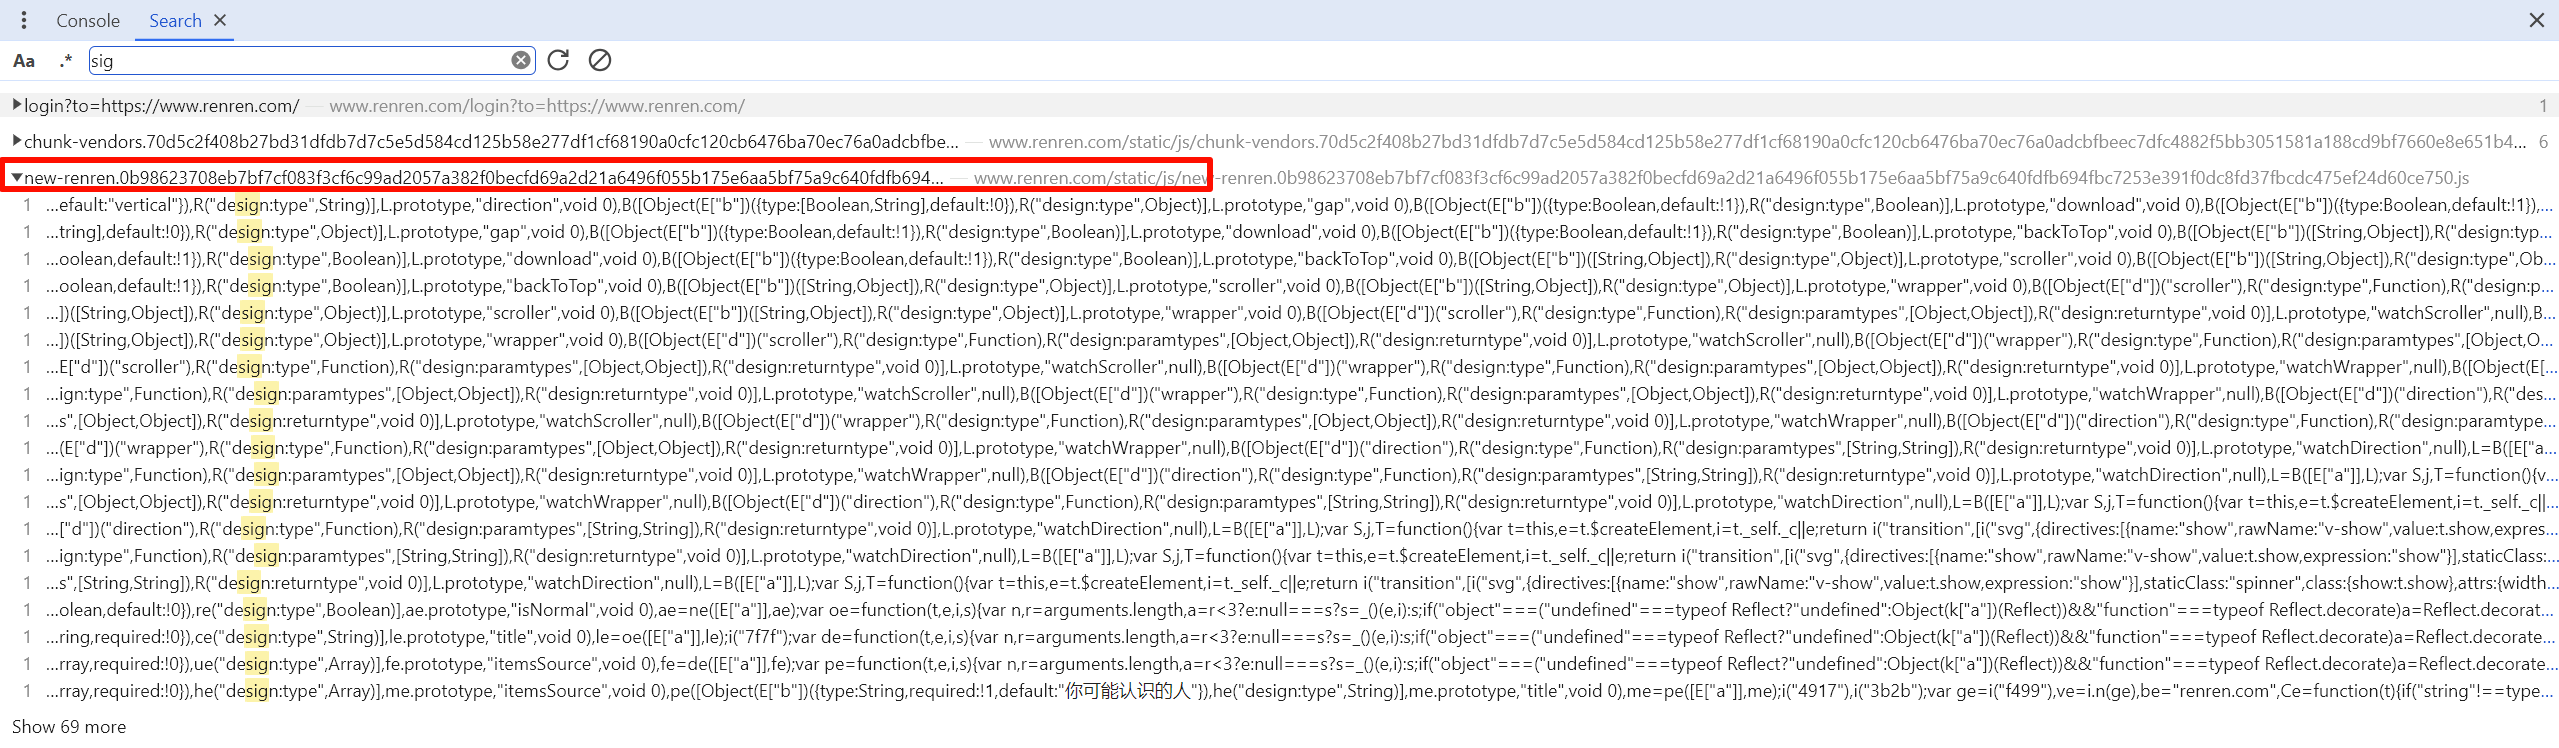 Console Search
Aa .* sig
login?to=https://www.renren.com/ — www.renren.com/login?to=https://www.renren.com/ 1
chunk-vendors.70d5c2f408b27bd31dfdb7d7c5e5d584cd125b58e277df1cf68190a0cfc120cb6476ba70ec76a0adcbfbe... — www.renren.com/static/js/chunk-vendors.70d5c2f408b27bd31dfdb7d7c5e5d584cd125b58e277df1cf68190a0cfc120cb6476ba70ec76a0adcbfbeec7dfc4882f5bb3051581a188cd9bf7660e8e651b4... 6
new-renren.0b98623708eb7bf7cf083f3cf6c99ad2057a382f0becfd69a2d21a6496f055b175e6aa5bf75a9c640fdfb694... — www.renren.com/static/js/new-renren.0b98623708eb7bf7cf083f3cf6c99ad2057a382f0becfd69a2d21a6496f055b175e6aa5bf75a9c640fdfb694fbc7253e391f0dc8fd37fbcdc475ef24d60ce750.js
1 ...efault:"vertical"}),R("design:type",String)],L.prototype,"direction",void 0),B([Object(E["b"])({type:[Boolean,String],default:!0}),R("design:type",Object)],L.prototype,"gap",void 0),B([Object(E["b"])({type:Boolean,default:!1}),R("design:type",Boolean)],L.prototype,"download",void 0),B([Object(E["b"])({type:Boolean,default:!1}),...
1 ...tring],default:!0}),R("design:type",Object)],L.prototype,"gap",void 0),B([Object(E["b"])({type:Boolean,default:!1}),R("design:type",Boolean)],L.prototype,"download",void 0),B([Object(E["b"])({type:Boolean,default:!1}),R("design:type",Boolean)],L.prototype,"backToTop",void 0),B([Object(E["b"])([String,Object]),R("design:typ...
1 ...oolean,default:!1}),R("design:type",Boolean)],L.prototype,"download",void 0),B([Object(E["b"])({type:Boolean,default:!1}),R("design:type",Boolean)],L.prototype,"backToTop",void 0),B([Object(E["b"])([String,Object]),R("design:type",Object)],L.prototype,"scroller",void 0),B([Object(E["b"])([String,Object]),R("design:type",Ob...
1 ...oolean,default:!1}),R("design:type",Boolean)],L.prototype,"backToTop",void 0),B([Object(E["b"])([String,Object]),R("design:type",Object)],L.prototype,"scroller",void 0),B([Object(E["b"])([String,Object]),R("design:type",Object)],L.prototype,"wrapper",void 0),B([Object(E["d"])("scroller"),R("design:type",Function),R("design:p...
1 ...])([String,Object]),R("design:type",Object)],L.prototype,"scroller",void 0),B([Object(E["b"])([String,Object]),R("design:type",Object)],L.prototype,"wrapper",void 0),B([Object(E["d"])("scroller"),R("design:type",Function),R("design:paramtypes",[Object,Object]),R("design:returntype",void 0)],L.prototype,"watchScroller",null),B...
1 ...])([String,Object]),R("design:type",Object)],L.prototype,"wrapper",void 0),B([Object(E["d"])("scroller"),R("design:type",Function),R("design:paramtypes",[Object,Object]),R("design:returntype",void 0)],L.prototype,"watchScroller",null),B([Object(E["d"])("wrapper"),R("design:type",Function),R("design:paramtypes",[Object,O...
1 ...E["d"])("scroller"),R("design:type",Function),R("design:paramtypes",[Object,Object]),R("design:returntype",void 0)],L.prototype,"watchScroller",null),B([Object(E["d"])("wrapper"),R("design:type",Function),R("design:paramtypes",[Object,Object]),R("design:returntype",void 0)],L.prototype,"watchWrapper",null),B([Object(E[...
1 ...ign:type",Function),R("design:paramtypes",[Object,Object]),R("design:returntype",void 0)],L.prototype,"watchScroller",null),B([Object(E["d"])("wrapper"),R("design:type",Function),R("design:paramtypes",[Object,Object]),R("design:returntype",void 0)],L.prototype,"watchWrapper",null),B([Object(E["d"])("direction"),R("des...
1 ...s",[Object,Object]),R("design:returntype",void 0)],L.prototype,"watchScroller",null),B([Object(E["d"])("wrapper"),R("design:type",Function),R("design:paramtypes",[Object,Object]),R("design:returntype",void 0)],L.prototype,"watchWrapper",null),B([Object(E["d"])("direction"),R("design:type",Function),R("design:paramtype...
1 ...(E["d"])("wrapper"),R("design:type",Function),R("design:paramtypes",[Object,Object]),R("design:returntype",void 0)],L.prototype,"watchWrapper",null),B([Object(E["d"])("direction"),R("design:type",Function),R("design:paramtypes",[String,String]),R("design:returntype",void 0)],L.prototype,"watchDirection",null),L=B([E["a...
1 ...ign:type",Function),R("design:paramtypes",[Object,Object]),R("design:returntype",void 0)],L.prototype,"watchWrapper",null),B([Object(E["d"])("direction"),R("design:type",Function),R("design:paramtypes",[String,String]),R("design:returntype",void 0)],L.prototype,"watchDirection",null),L=B([E["a"]],L);var S,j,T=function(){v...
1 ...s",[Object,Object]),R("design:returntype",void 0)],L.prototype,"watchWrapper",null),B([Object(E["d"])("direction"),R("design:type",Function),R("design:paramtypes",[String,String]),R("design:returntype",void 0)],L.prototype,"watchDirection",null),L=B([E["a"]],L);var S,j,T=function(){var t=this,e=t.$createElement,i=t._self._c||...
1 ...["d"])("direction"),R("design:type",Function),R("design:paramtypes",[String,String]),R("design:returntype",void 0)],L.prototype,"watchDirection",null),L=B([E["a"]],L);var S,j,T=function(){var t=this,e=t.$createElement,i=t._self._c||e;return i("transition",[i("svg",{directives:[{name:"show",rawName:"v-show",value:t.show,expres...
1 ...ign:type",Function),R("design:paramtypes",[String,String]),R("design:returntype",void 0)],L.prototype,"watchDirection",null),L=B([E["a"]],L);var S,j,T=function(){var t=this,e=t.$createElement,i=t._self._c||e;return i("transition",[i("svg",{directives:[{name:"show",rawName:"v-show",value:t.show,expression:"show"}],staticClass:...
1 ...s",[String,String]),R("design:returntype",void 0)],L.prototype,"watchDirection",null),L=B([E["a"]],L);var S,j,T=function(){var t=this,e=t.$createElement,i=t._self._c||e;return i("transition",[i("svg",{directives:[{name:"show",rawName:"v-show",value:t.show,expression:"show"}],staticClass:"spinner",class:{show:t.show},attrs:{width...
1 ...olean,default:!0}),re("design:type",Boolean)],ae.prototype,"isNormal",void 0),ae=ne([E["a"]],ae);var oe=function(t,e,i,s){var n,r=arguments.length,a=r<3?e:null===s?s=_()(e,i):s;if("object"===("undefined"===typeof Reflect?"undefined":Object(k["a"])(Reflect))&&"function"===typeof Reflect.decorate)a=Reflect.decorat...
1 ...ring,required:!0}),ce("design:type",String)],le.prototype,"title",void 0),le=oe([E["a"]],le);i("7f7f");var de=function(t,e,i,s){var n,r=arguments.length,a=r<3?e:null===s?s=_()(e,i):s;if("object"===("undefined"===typeof Reflect?"undefined":Object(k["a"])(Reflect))&&"function"===typeof Reflect.decorate)a=Reflect.decorate...
1 ...rray,required:!0}),ue("design:type",Array)],fe.prototype,"itemsSource",void 0),fe=de([E["a"]],fe);var pe=function(t,e,i,s){var n,r=arguments.length,a=r<3?e:null===s?s=_()(e,i):s;if("object"===("undefined"===typeof Reflect?"undefined":Object(k["a"])(Reflect))&&"function"===typeof Reflect.decorate)a=Reflect.decorate...
1 ...rray,required:!0}),he("design:type",Array)],me.prototype,"itemsSource",void 0),pe([Object(E["b"])({type:String,required:!1,default:"你可能认识的人"}),he("design:type",String)],me.prototype,"title",void 0),me=pe([E["a"]],me);i("4917"),i("3b2b");var ge=i("f499"),ve=i.n(ge),be="renren.com",Ce=function(t){if("string"!==type...
Show 69 more